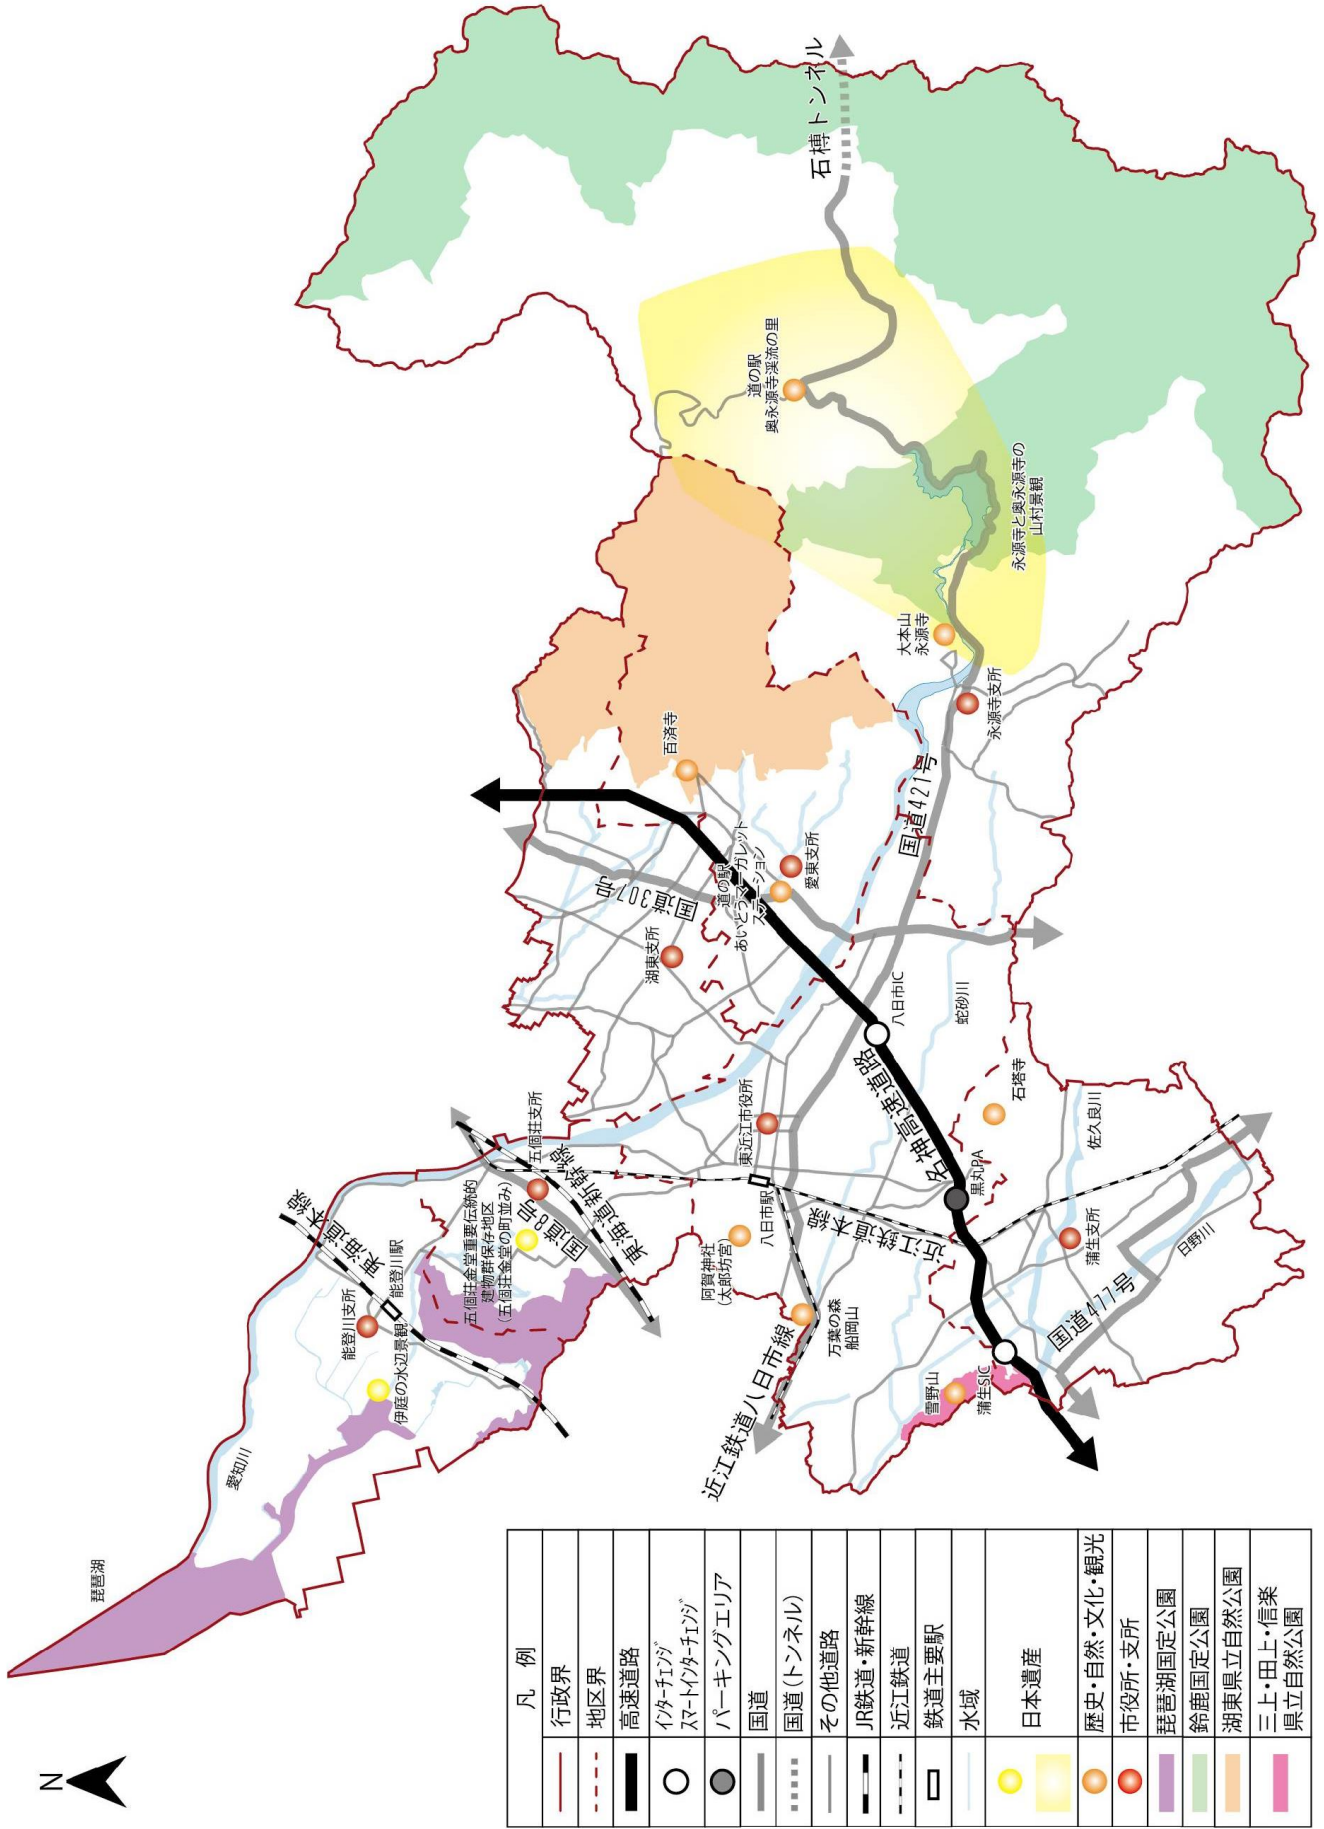 石榑トンネル
道の駅
奥永源寺渓流の里
永源寺と奥永源寺の
山村景観
大本山
永源寺
永源寺支所
百済寺
国道421号
国道307号
道の駅
あいとうマーガレット
ステーション
愛東支所
湖東支所
八日市IC
蛇砂川
名神高速道路
石塔寺
東近江市役所
黒丸PA
佐久良川
五個荘支所
八日市駅
近江鉄道本線
蒲生支所
日野川
国道477号
阿賀神社
(太郎坊宮)
万葉の森
船岡山
近江鉄道八日市線
雪野山
蒲生SIC
五個荘金堂重要伝統的
建物群保存地区
(五個荘金堂の町並み)
国道8号
東海道新幹線
東海道本線
能登川駅
能登川支所
伊庭の水辺景観
愛知川
琵琶湖
N
凡 例
行政界
地区界
高速道路
インターチェンジ
スマートインターチェンジ
パーキングエリア
国道
国道(トンネル)
その他道路
JR鉄道・新幹線
近江鉄道
鉄道主要駅
水域
日本遺産
歴史・自然・文化・観光
市役所・支所
琵琶湖国定公園
鈴鹿国定公園
湖東県立自然公園
三上・田上・信楽
県立自然公園